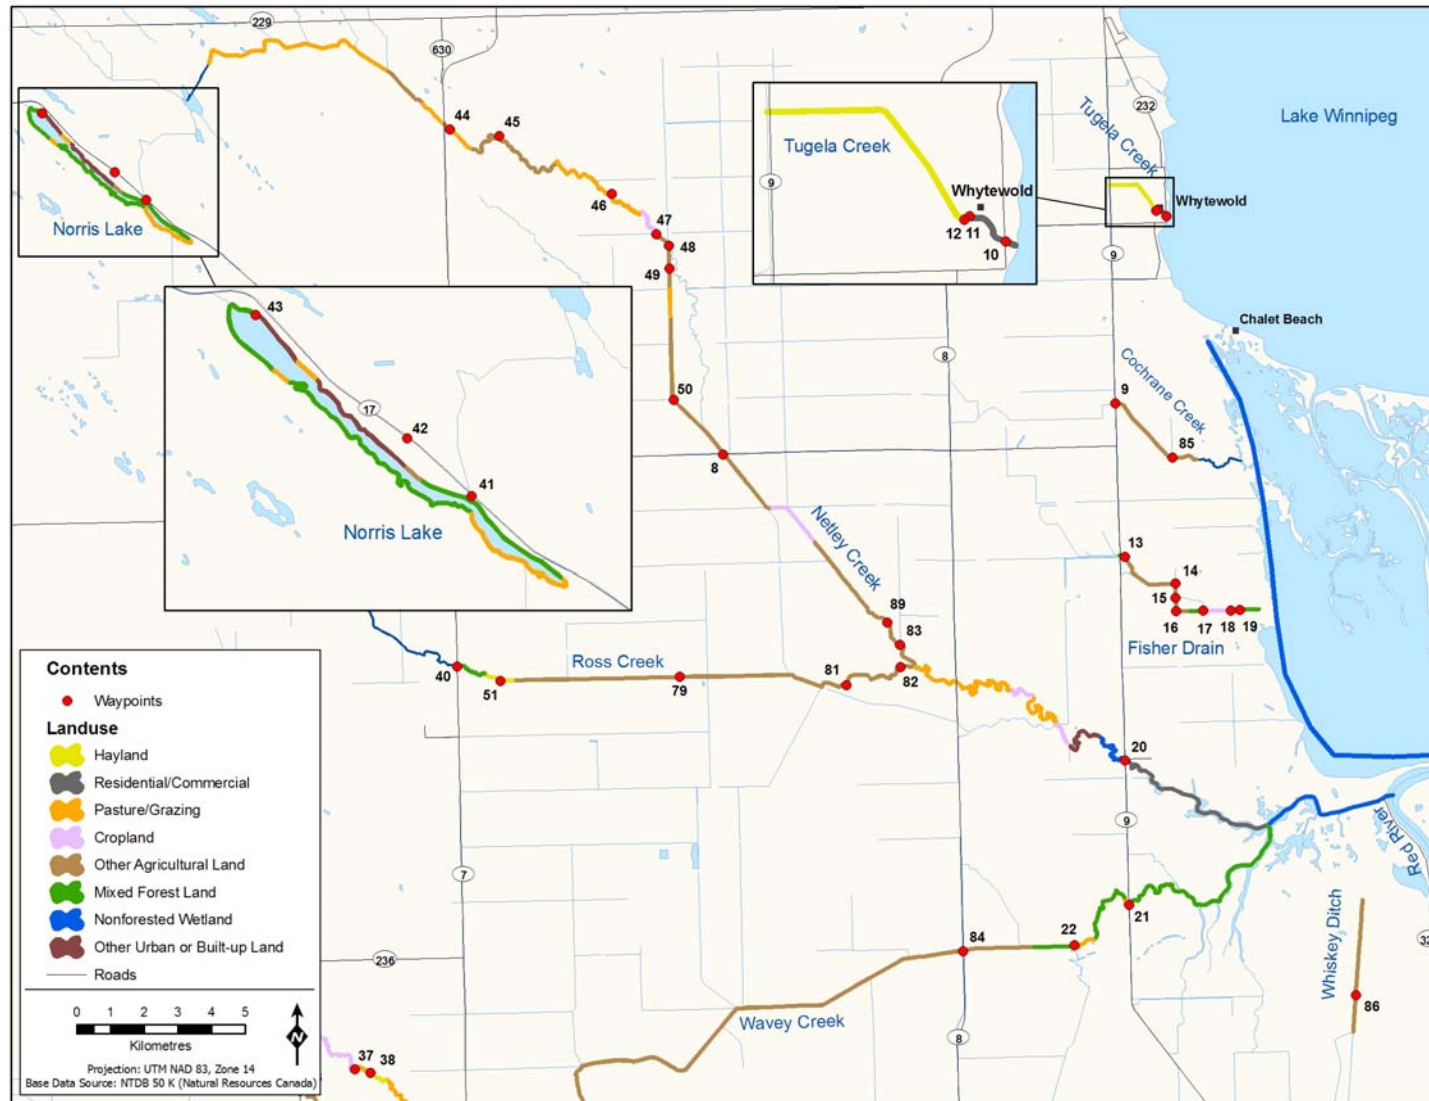 229
630
44
45
46
47
48
49
50
8
Tugela Creek
9
Whytewold
12
11
10
Tugela Creek
232
Lake Winnipeg
Whytewold
9
Chalet Beach
Cochrane Creek
9
85
8
Norris Lake
43
17
42
41
Norris Lake
Netley Creek
89
83
82
81
79
Ross Creek
40
51
13
14
15
16
17
18
19
Fisher Drain
20
9
Red River
21
22
84
Wavey Creek
8
7
236
Whiskey Ditch
86
32
37
38
Contents
Waypoints
Landuse
Hayland
Residential/Commercial
Pasture/Grazing
Cropland
Other Agricultural Land
Mixed Forest Land
Nonforested Wetland
Other Urban or Built-up Land
Roads
0 1 2 3 4 5
Kilometres
N
Projection: UTM NAD 83, Zone 14
Base Data Source: NTDB 50 K (Natural Resources Canada)